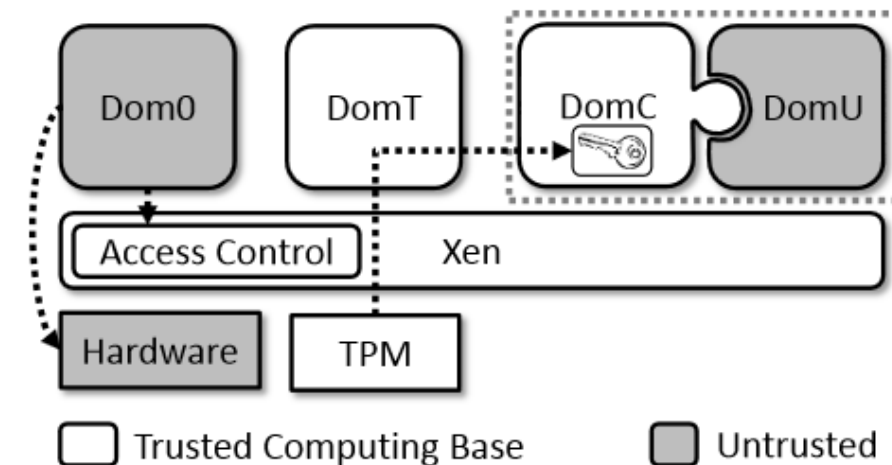 Dom0 DomT DomC DomU
Access Control Xen
Hardware TPM
Trusted Computing Base Untrusted